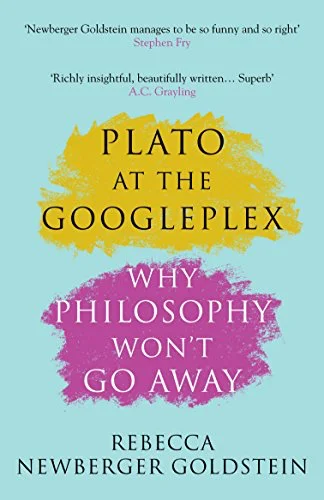 ‘Newberger Goldstein manages to be so funny and so right’
Stephen Fry
‘Richly insightful, beautifully written… Superb’
A.C. Grayling
PLATO
AT THE
GOOGLEPLEX
WHY
PHILOSOPHY
WON’T
GO AWAY
REBECCA
NEWBERGER GOLDSTEIN